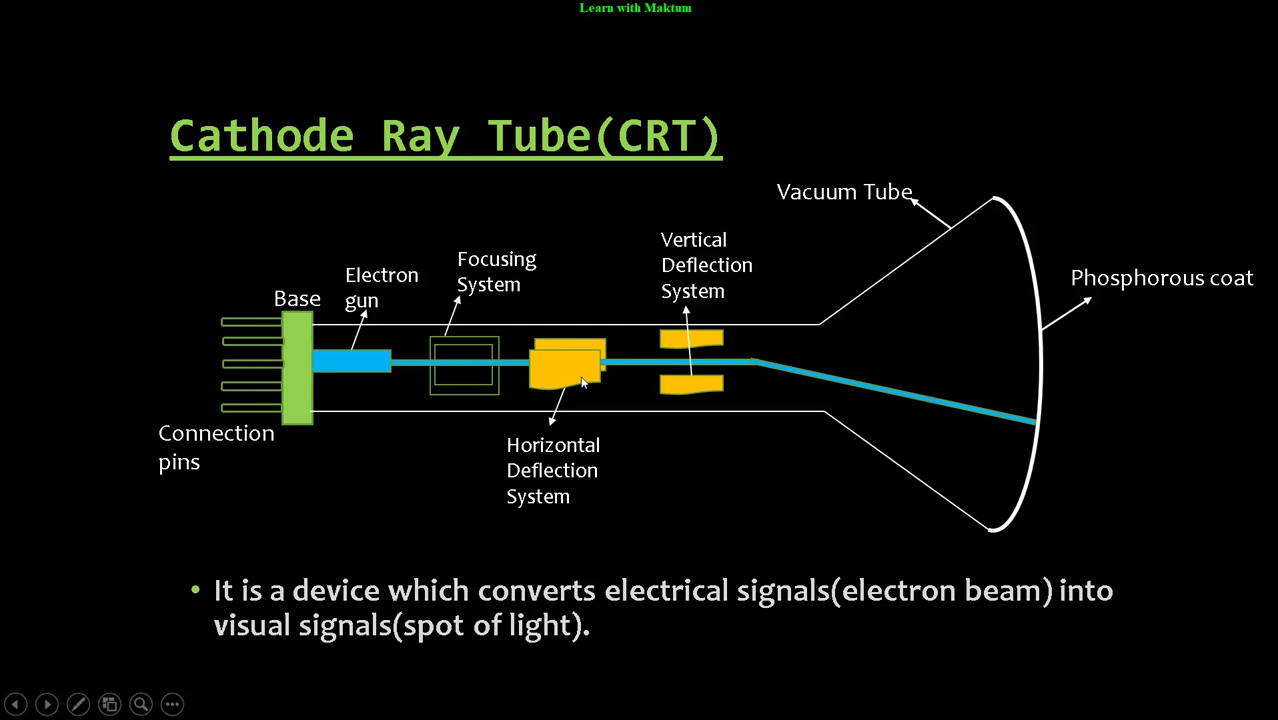 Learn with Maktum
Cathode Ray Tube(CRT)
Vacuum Tube
Vertical
Deflection
System
Focusing
System
Electron
gun
Base
Phosphorous coat
Connection
pins
Horizontal
Deflection
System
• It is a device which converts electrical signals(electron beam) into
visual signals(spot of light).